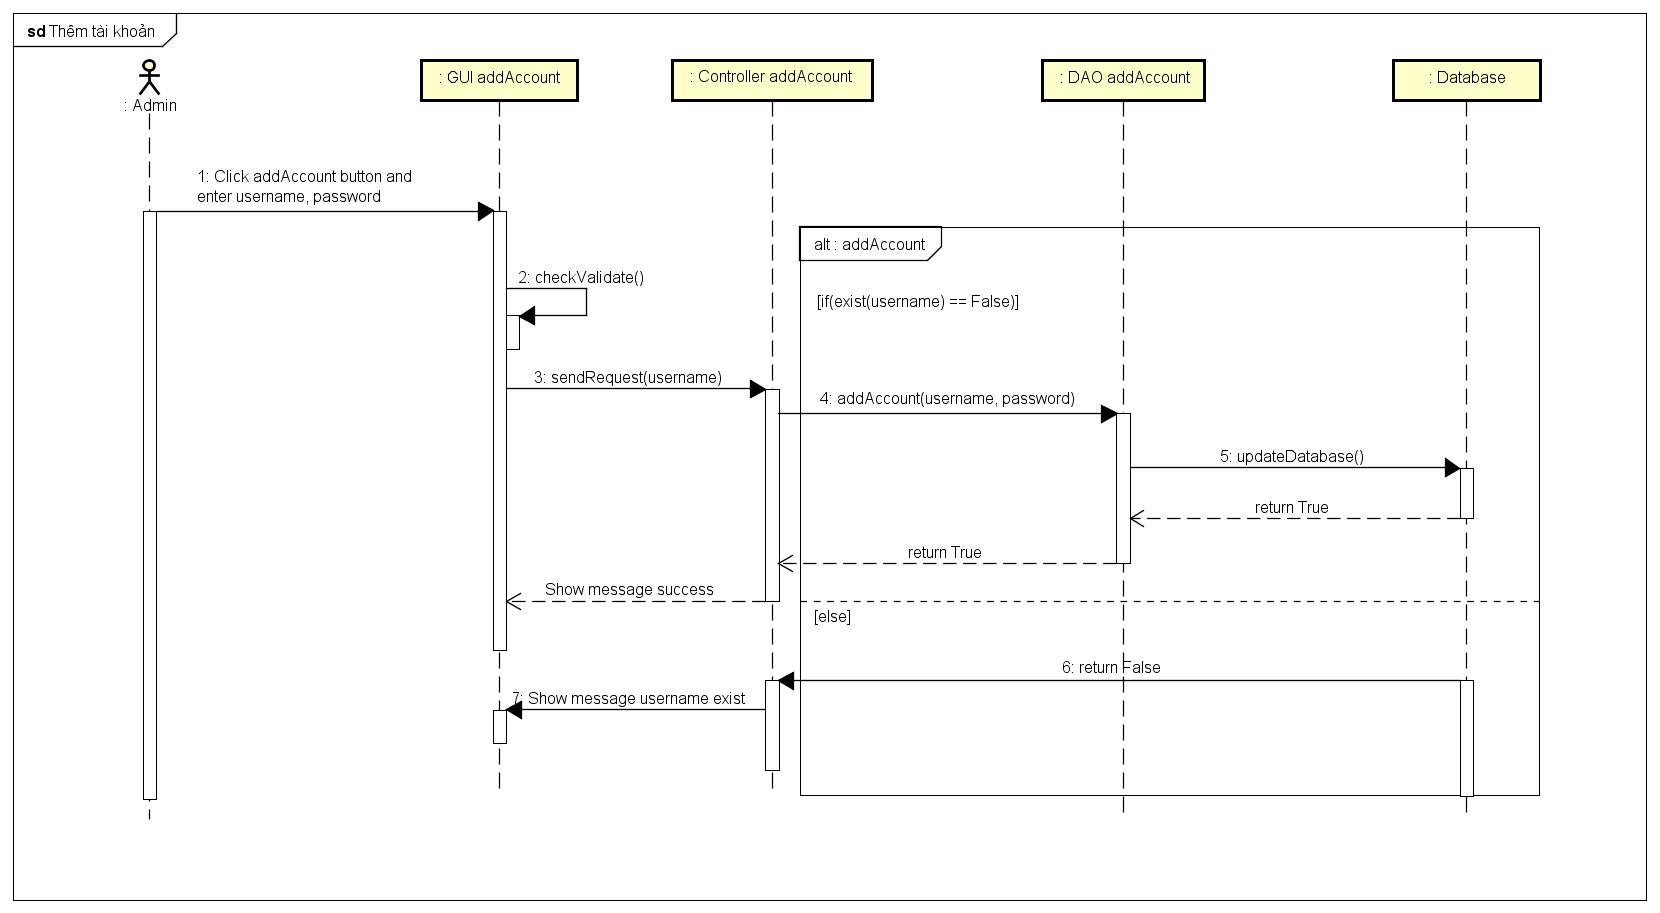 sd Thêm tài khoản
: Admin
: GUI addAccount
: Controller addAccount
: DAO addAccount
: Database
1: Click addAccount button and
enter username, password
alt : addAccount
2: checkValidate()
[if(exist(username) == False)]
3: sendRequest(username)
4: addAccount(username, password)
5: updateDatabase()
return True
return True
Show message success
[else]
6: return False
7: Show message username exist